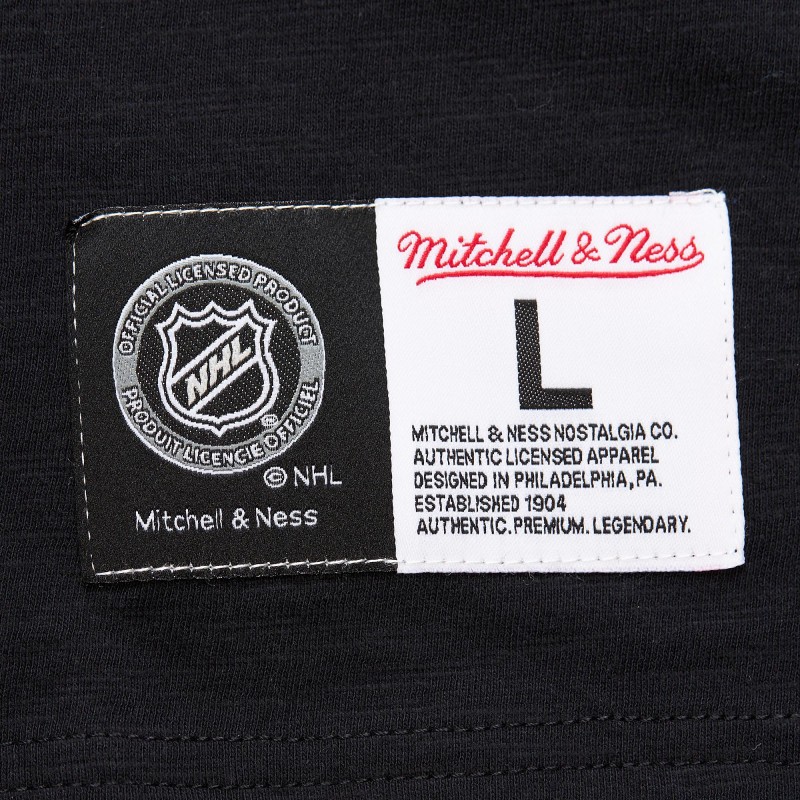 OFFICIAL LICENSED PRODUCT
NHL
PRODUIT LICENCIE OFFICIEL
© NHL
Mitchell & Ness
Mitchell & Ness
L
MITCHELL & NESS NOSTALGIA CO.
AUTHENTIC LICENSED APPAREL
DESIGNED IN PHILADELPHIA, PA.
ESTABLISHED 1904
AUTHENTIC. PREMIUM. LEGENDARY.